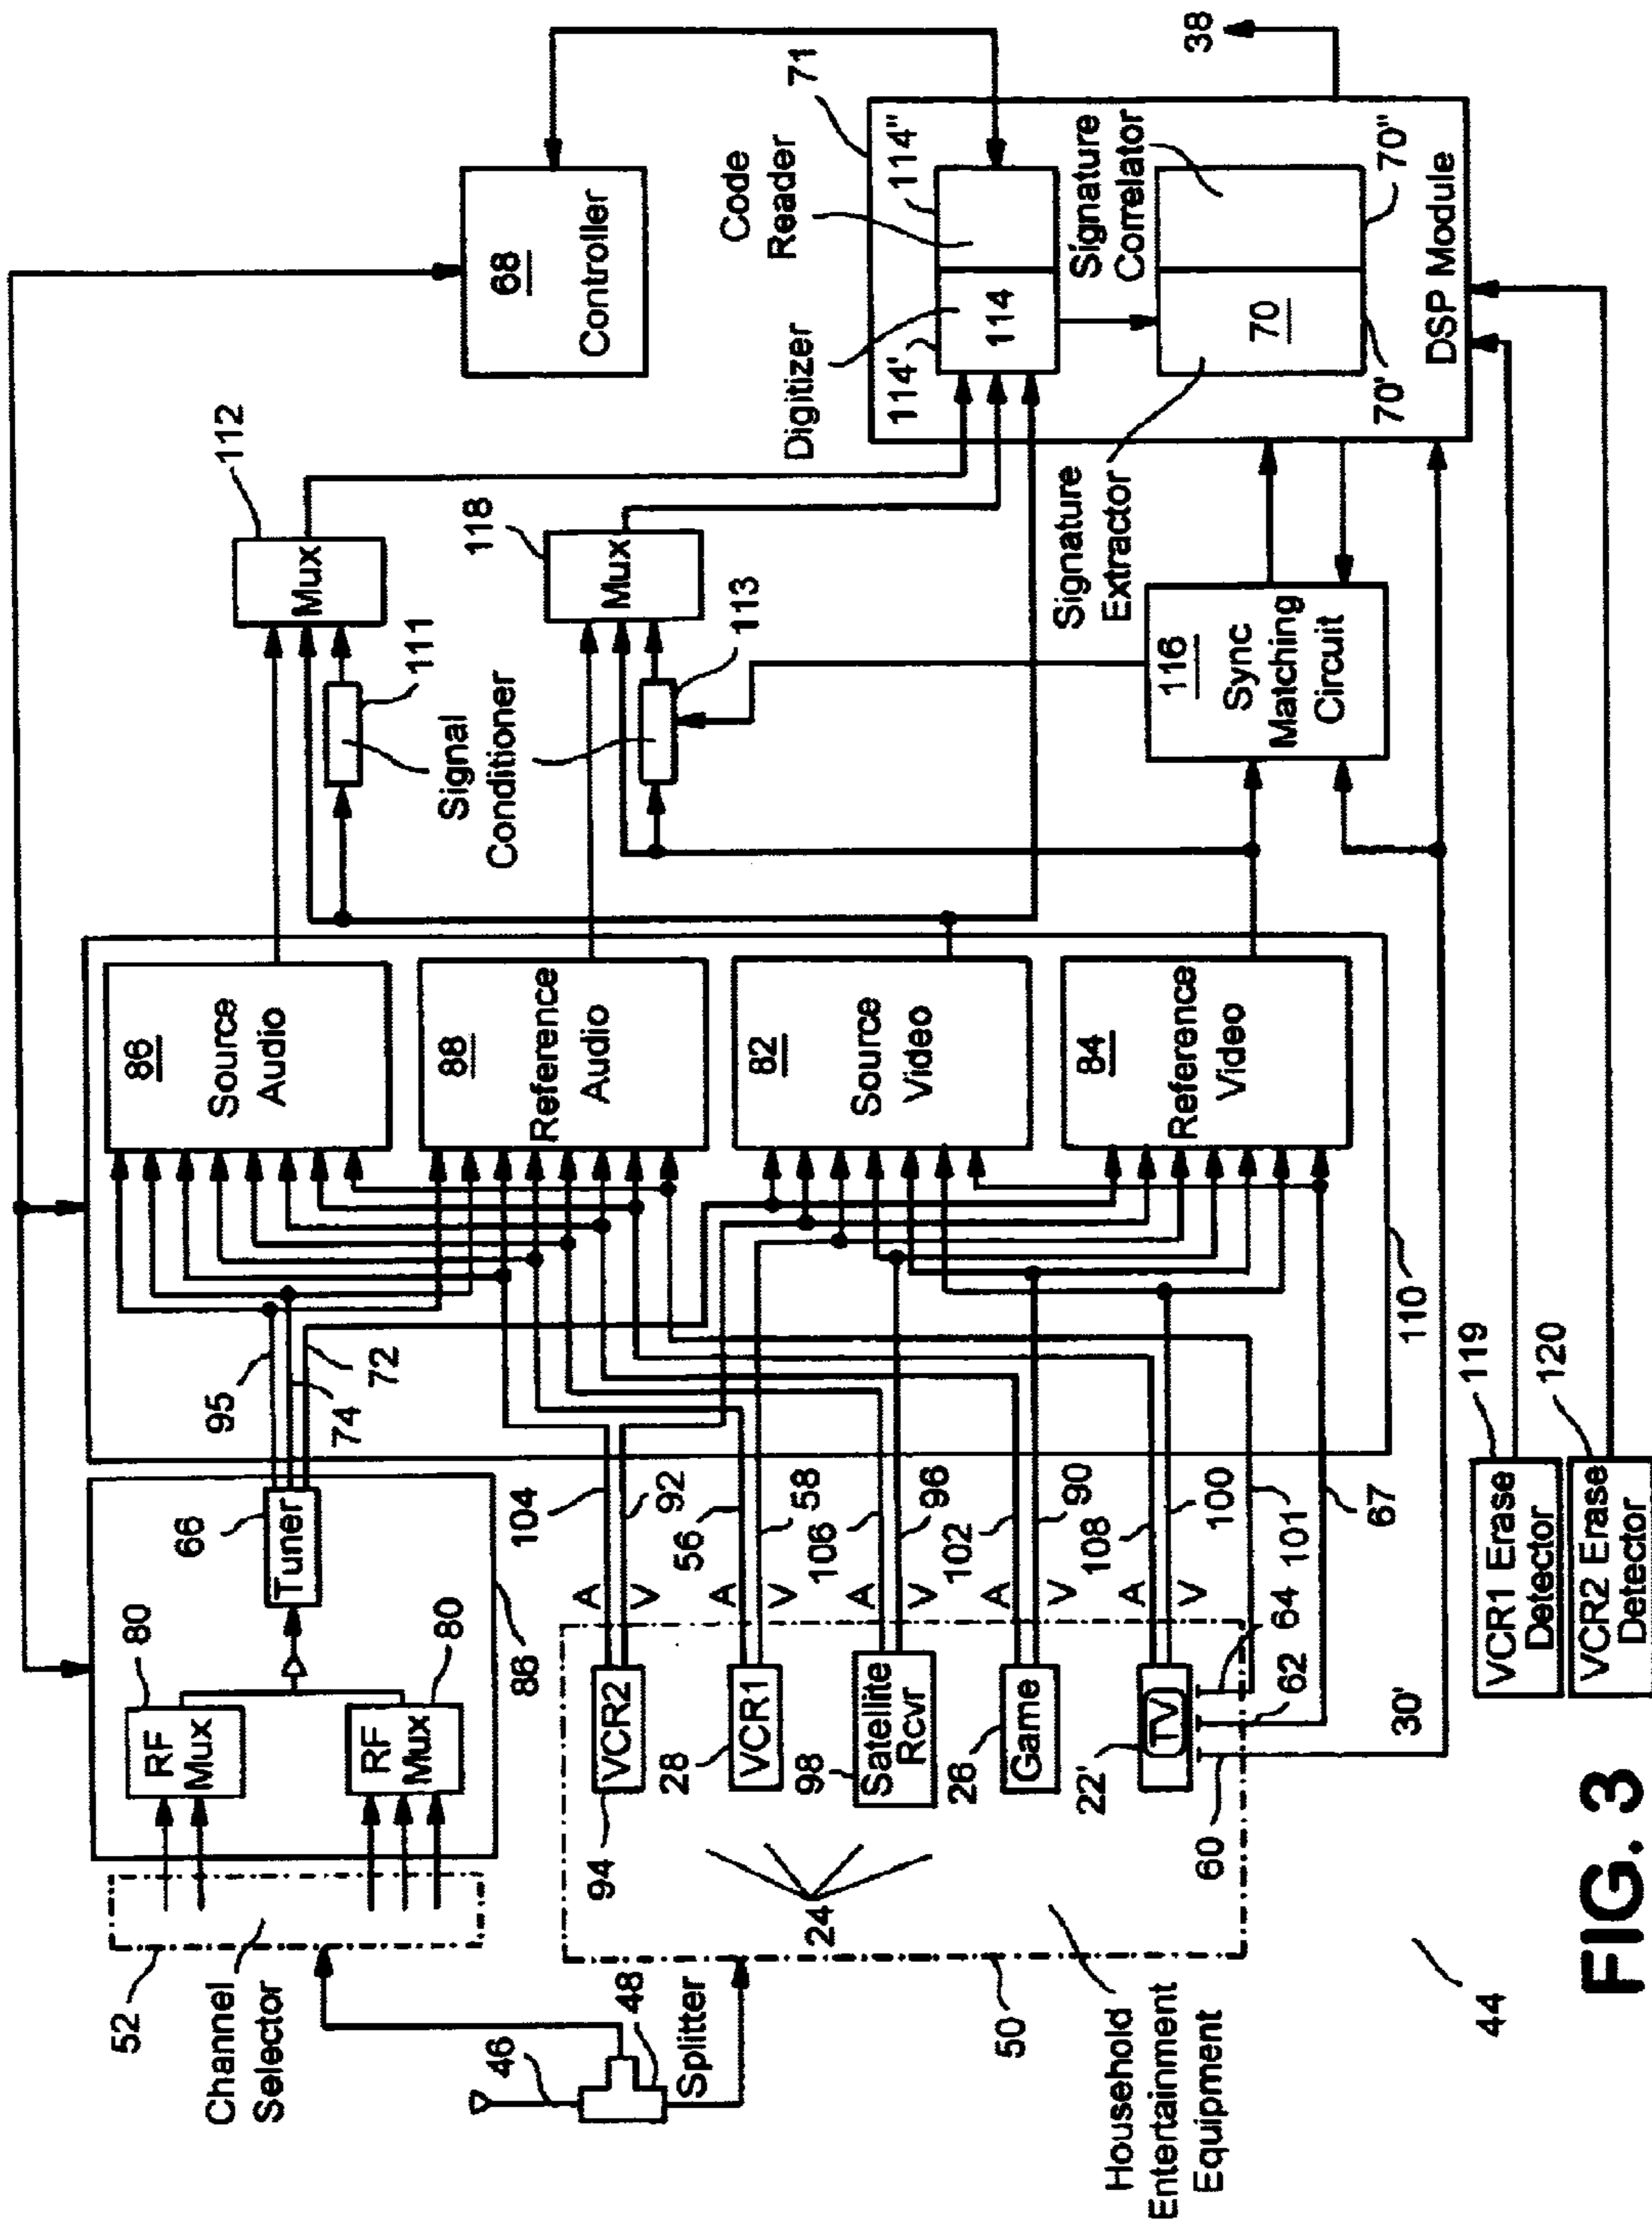 52
Channel
Selector
46
48
Splitter
RF
Mux
80
RF
Mux
80
66
Tuner
86
95
74
72
86
Source
Audio
88
Reference
Audio
82
Source
Video
84
Reference
Video
110
24
50
Household
Entertainment
Equipment
94
VCR2
28
VCR1
98
Satellite
Rcvr
26
Game
22'
TV
60
62
64
30'
A
V
A
V
A
V
A
V
A
V
104
92
56
58
106
96
102
90
108
100
101
67
111
Signal
Conditioner
113
112
Mux
118
Mux
116
Sync
Matching
Circuit
68
Controller
71
Digitizer
114'
114
Code
Reader
114"
Signature
Extractor
Signature
Correlator
70
70'
70"
DSP Module
38
VCR1 Erase
Detector
119
VCR2 Erase
Detector
120
44
FIG. 3